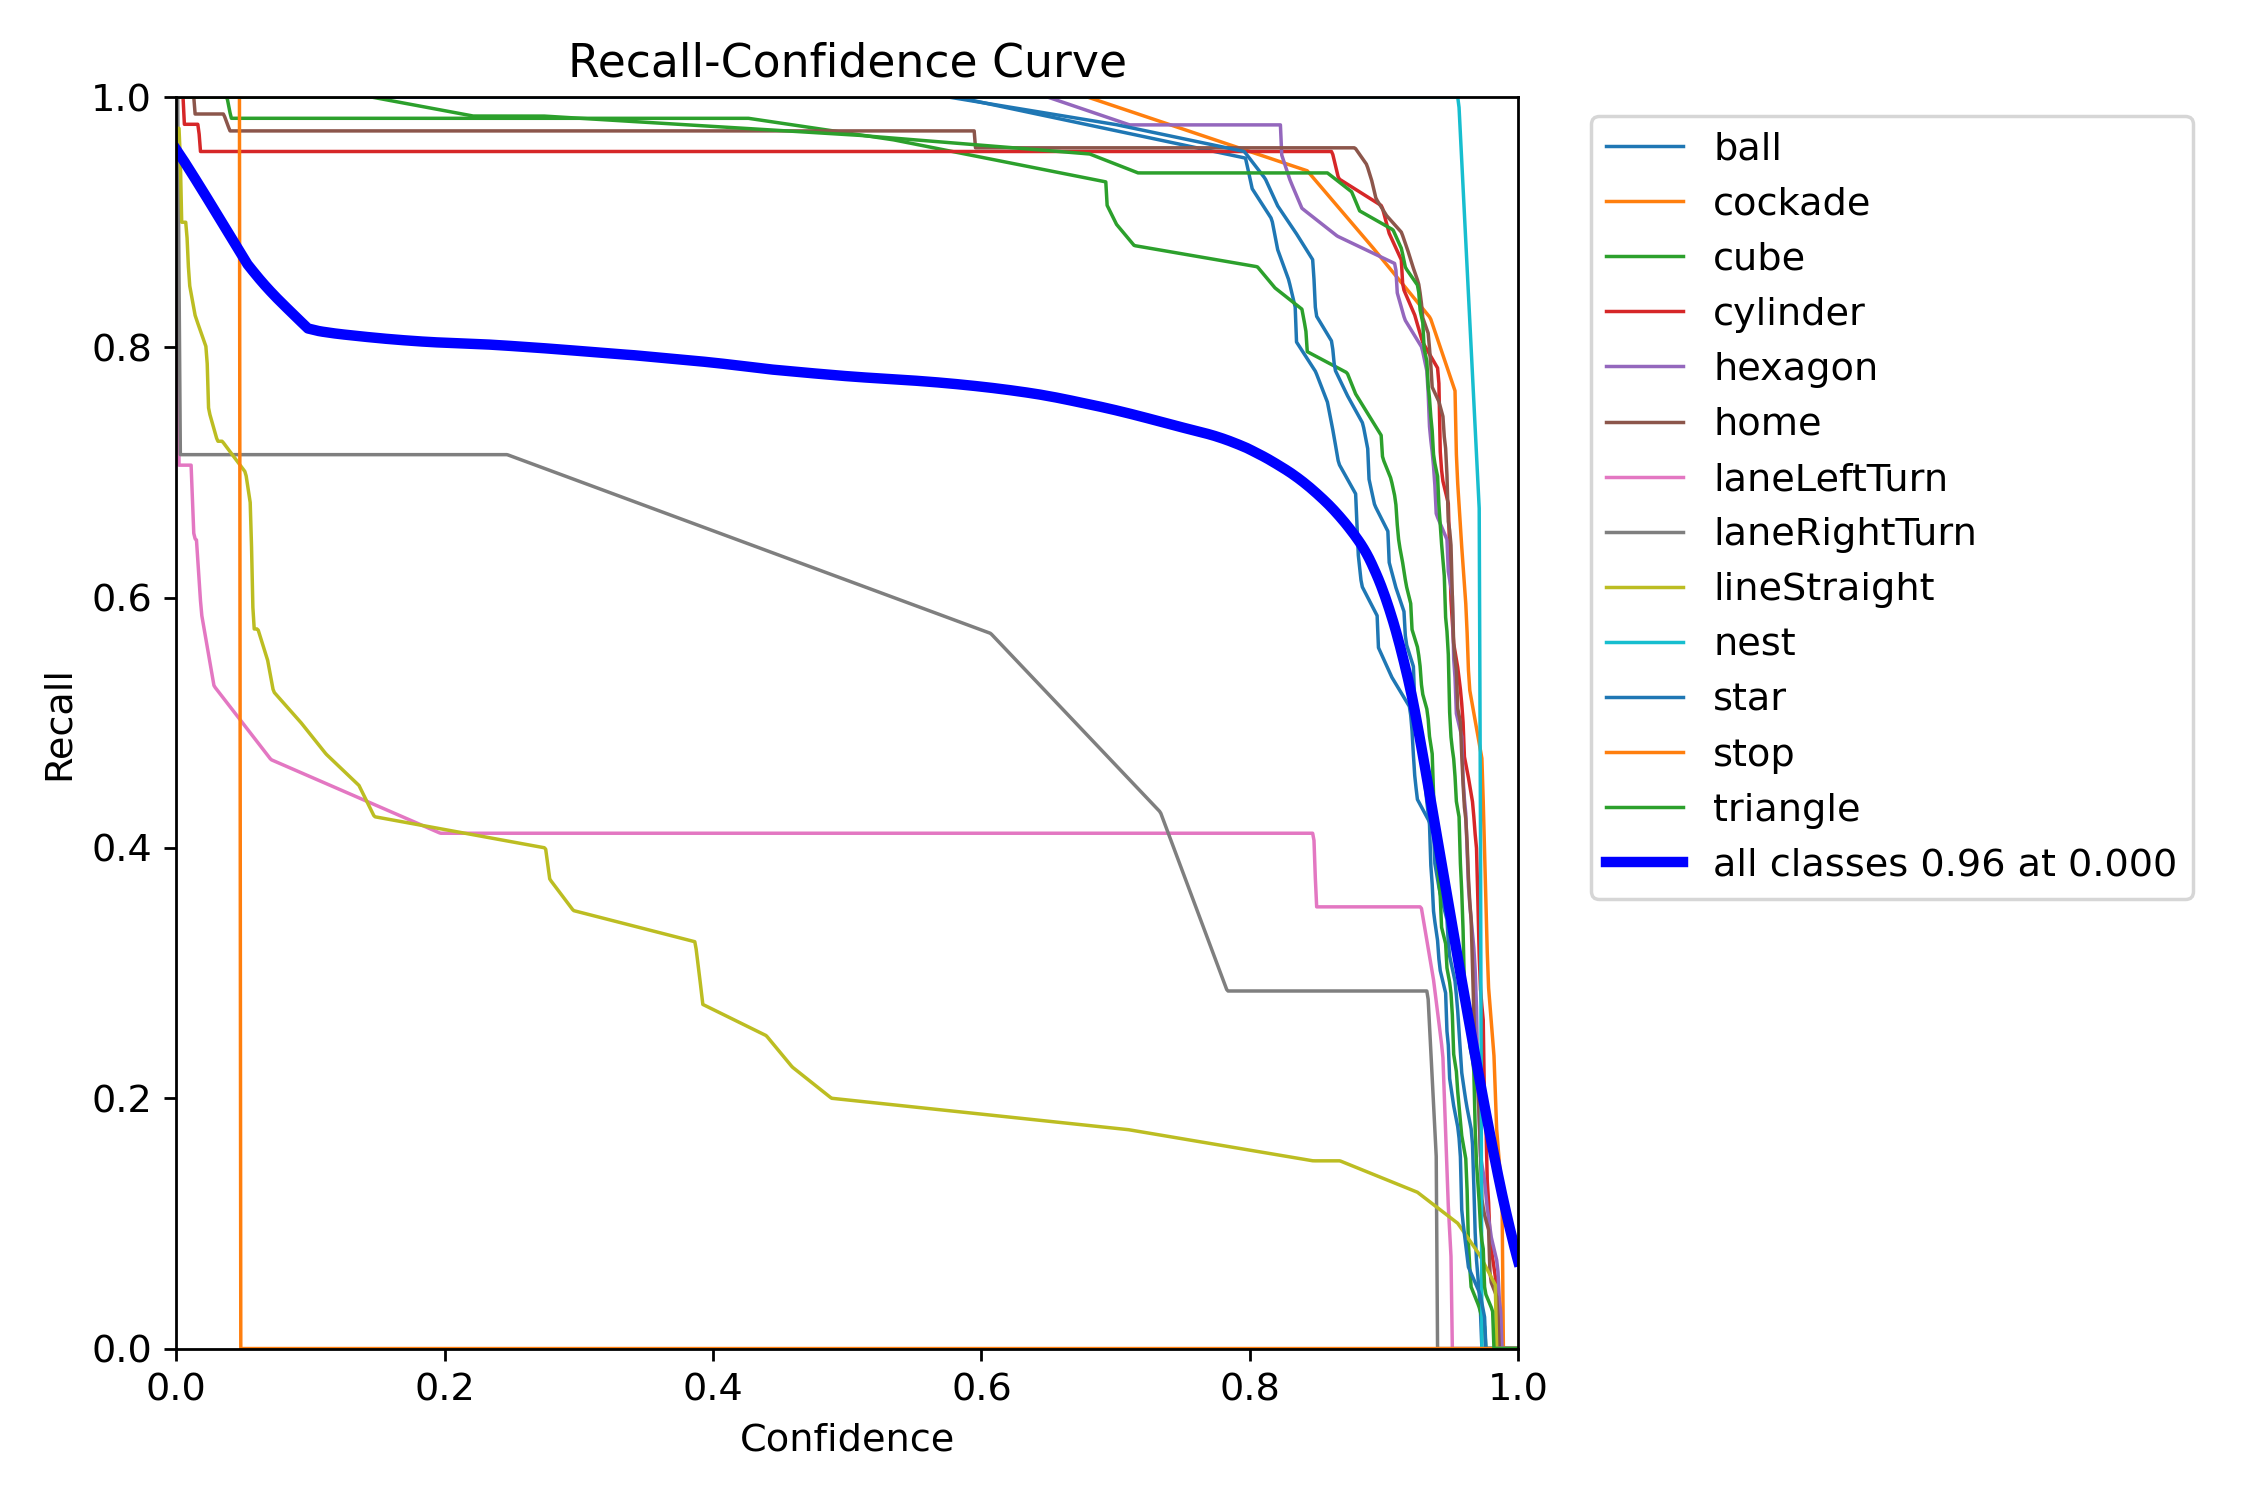 Recall-Confidence Curve
1.0
0.8
0.6
0.4
0.2
0.0
Recall
0.0 0.2 0.4 0.6 0.8 1.0
Confidence
ball
cockade
cube
cylinder
hexagon
home
laneLeftTurn
laneRightTurn
lineStraight
nest
star
stop
triangle
all classes 0.96 at 0.000